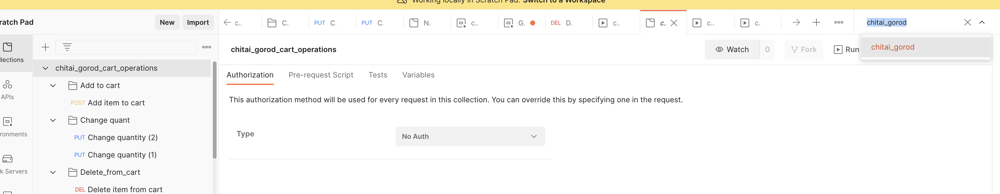 Working locally in Scratch Pad. Switch to a Workspace
ratch Pad
New
Import
c..
C.
PUT C.
PUT C.
N.
c..
G.
DEL D.
c..
c.
c..
c.
chitai_gorod
chitai_gorod
llections
APIs
ronments
k Servers
chitai_gorod_cart_operations
Add to cart
POST Add item to cart
Change quant
PUT Change quantity (2)
PUT Change quantity (1)
Delete_from_cart
DEL Delete item from cart
chitai_gorod_cart_operations
Watch 0
Fork
Run
Authorization Pre-request Script Tests Variables
This authorization method will be used for every request in this collection. You can override this by specifying one in the request.
Type
No Auth